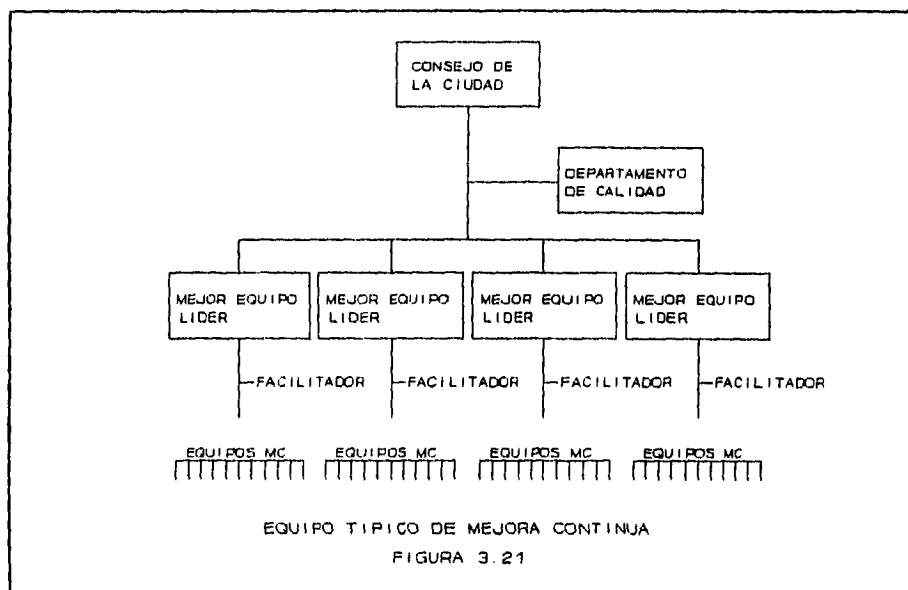 CONSEJO DE
LA CIUDAD
DEPARTAMENTO
DE CALIDAD
MEJOR EQUIPO
LIDER
MEJOR EQUIPO
LIDER
MEJOR EQUIPO
LIDER
MEJOR EQUIPO
LIDER
FACILITADOR
FACILITADOR
FACILITADOR
FACILITADOR
EQUIPOS MC
EQUIPOS MC
EQUIPOS MC
EQUIPOS MC
EQUIPO TIPICO DE MEJORA CONTINUA
FIGURA 3.21